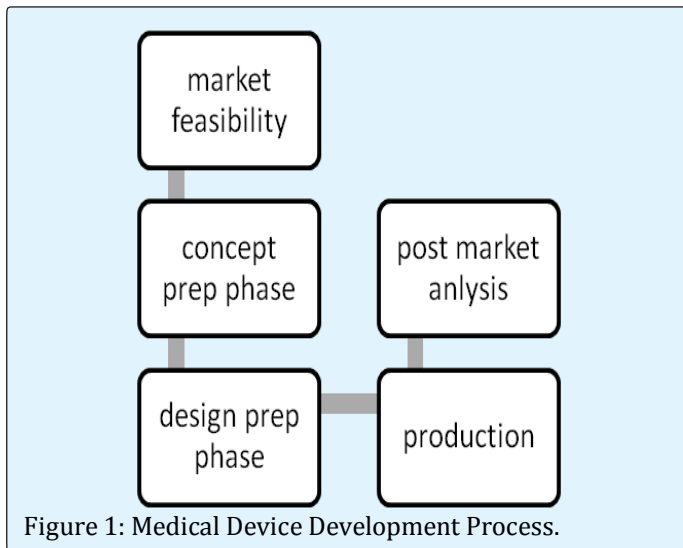 market
feasibility
concept
prep phase
design prep
phase
production
post market
anlysis
Figure 1: Medical Device Development Process.